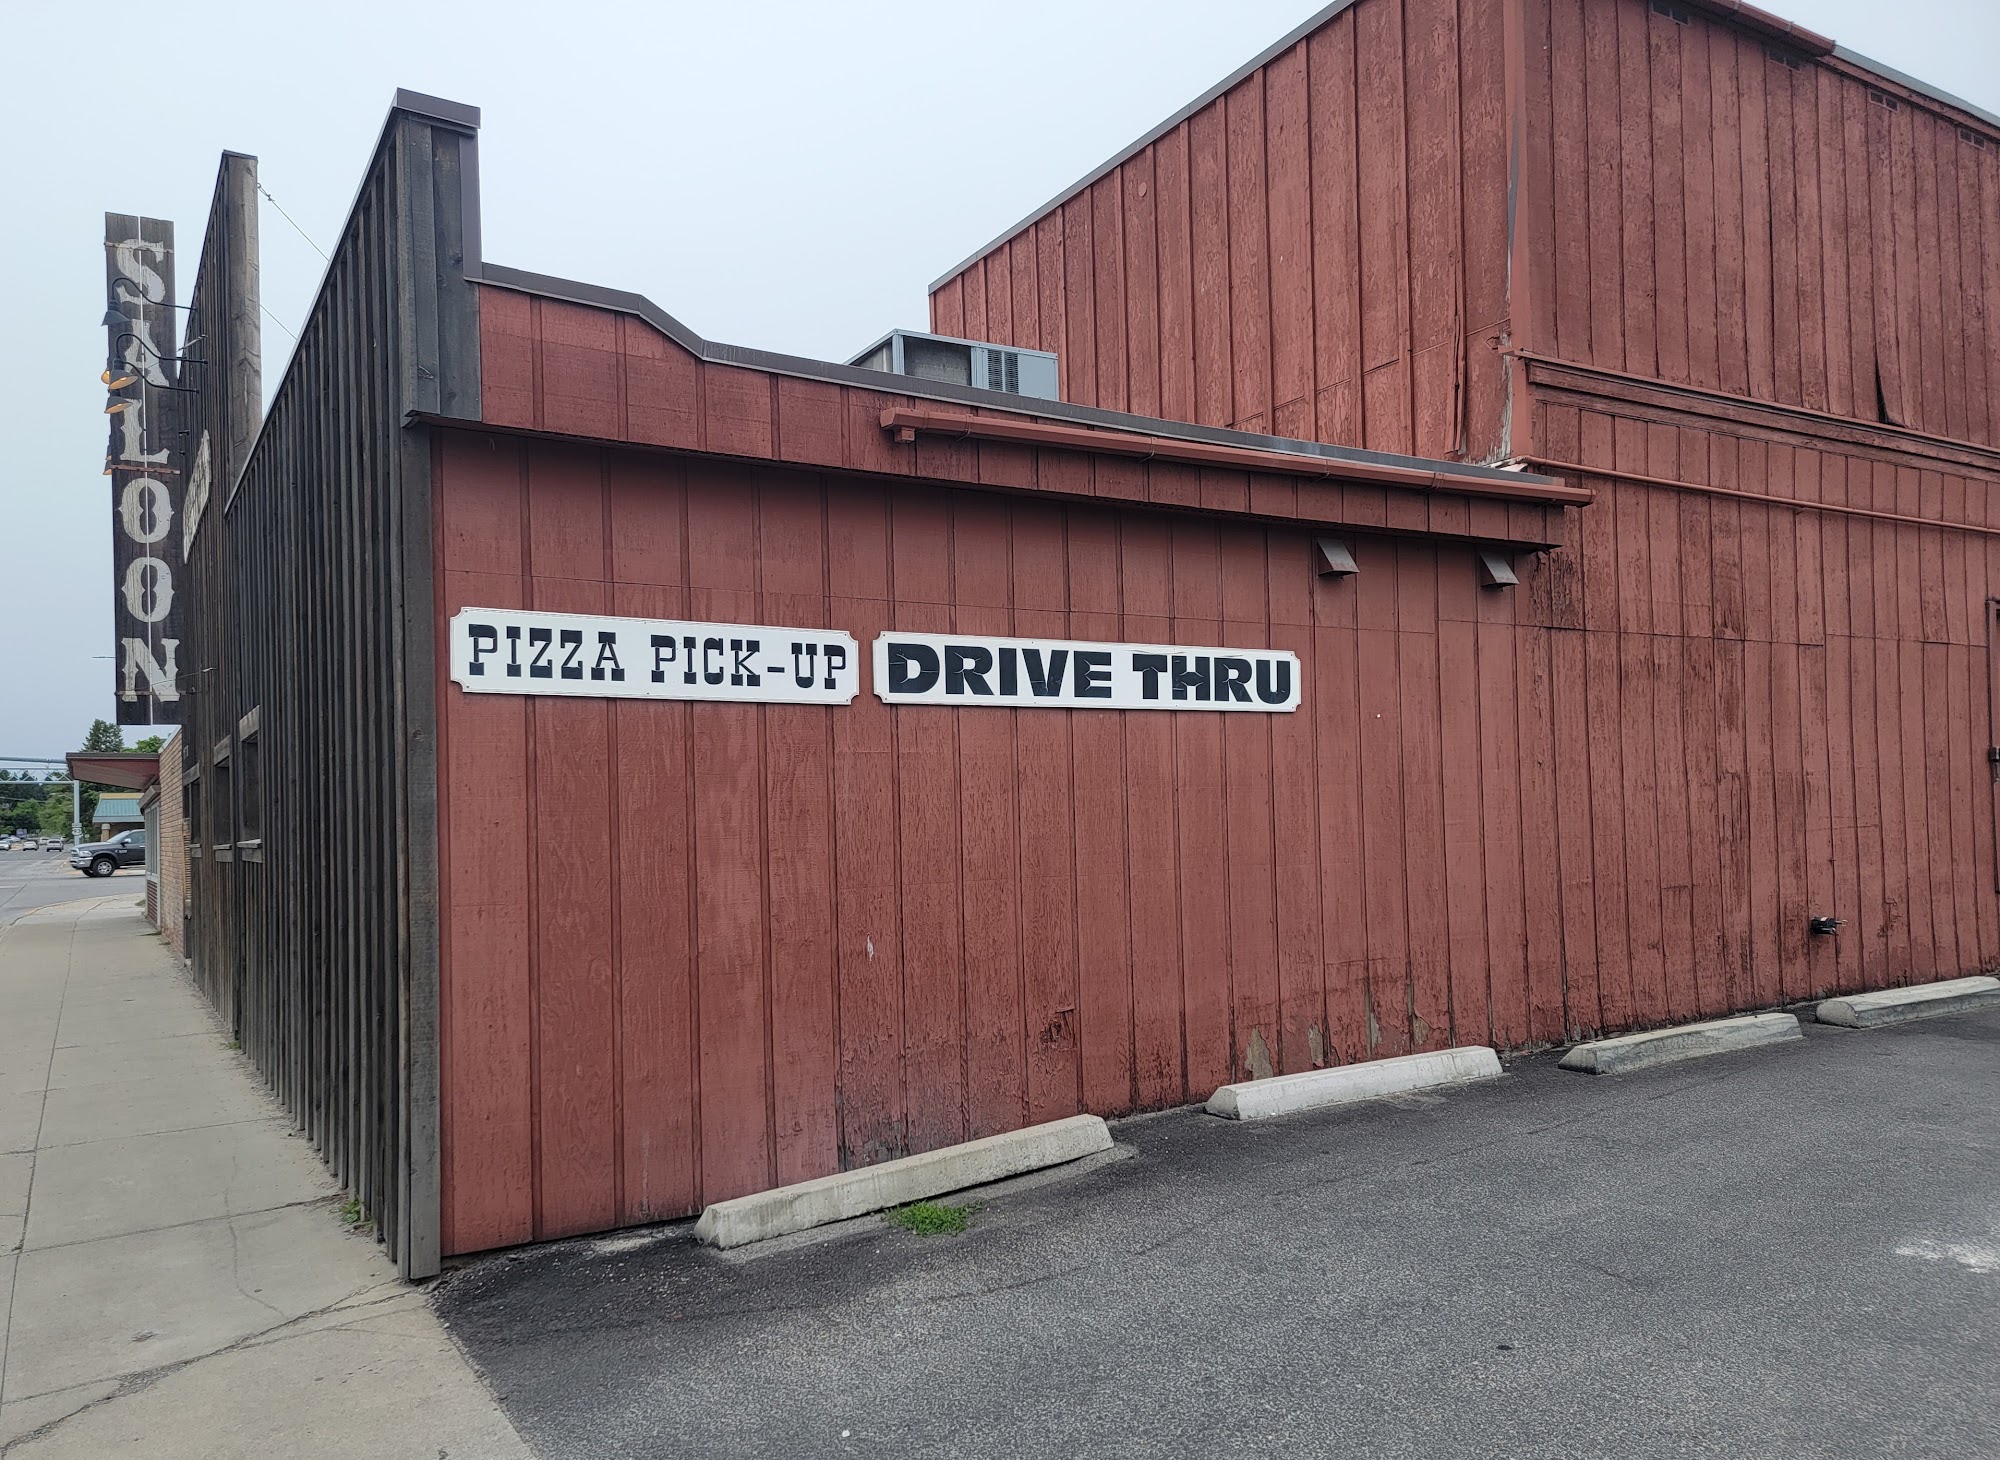 SALOON
PIZZA PICK-UP
DRIVE THRU